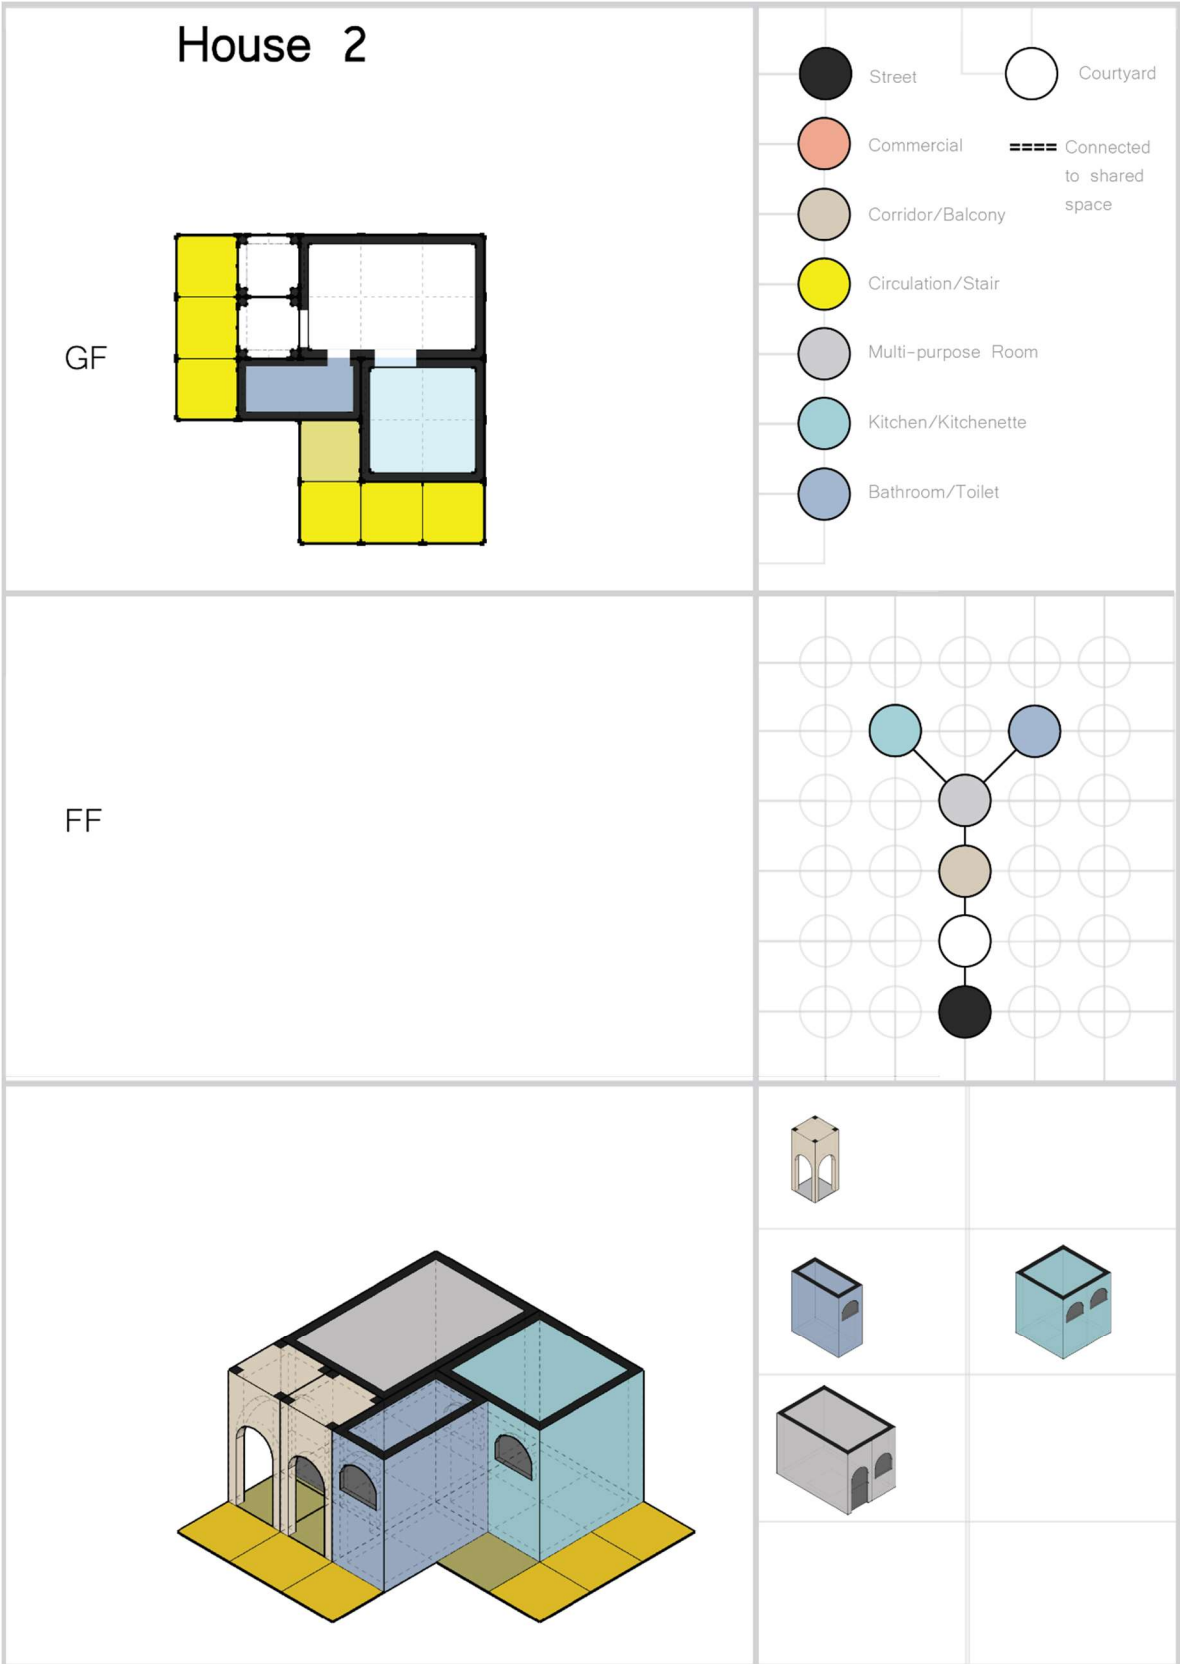 House 2
GF
Street
Courtyard
Commercial
Connected
to shared
space
Corridor/Balcony
Circulation/Stair
Multi-purpose Room
Kitchen/Kitchenette
Bathroom/Toilet
FF